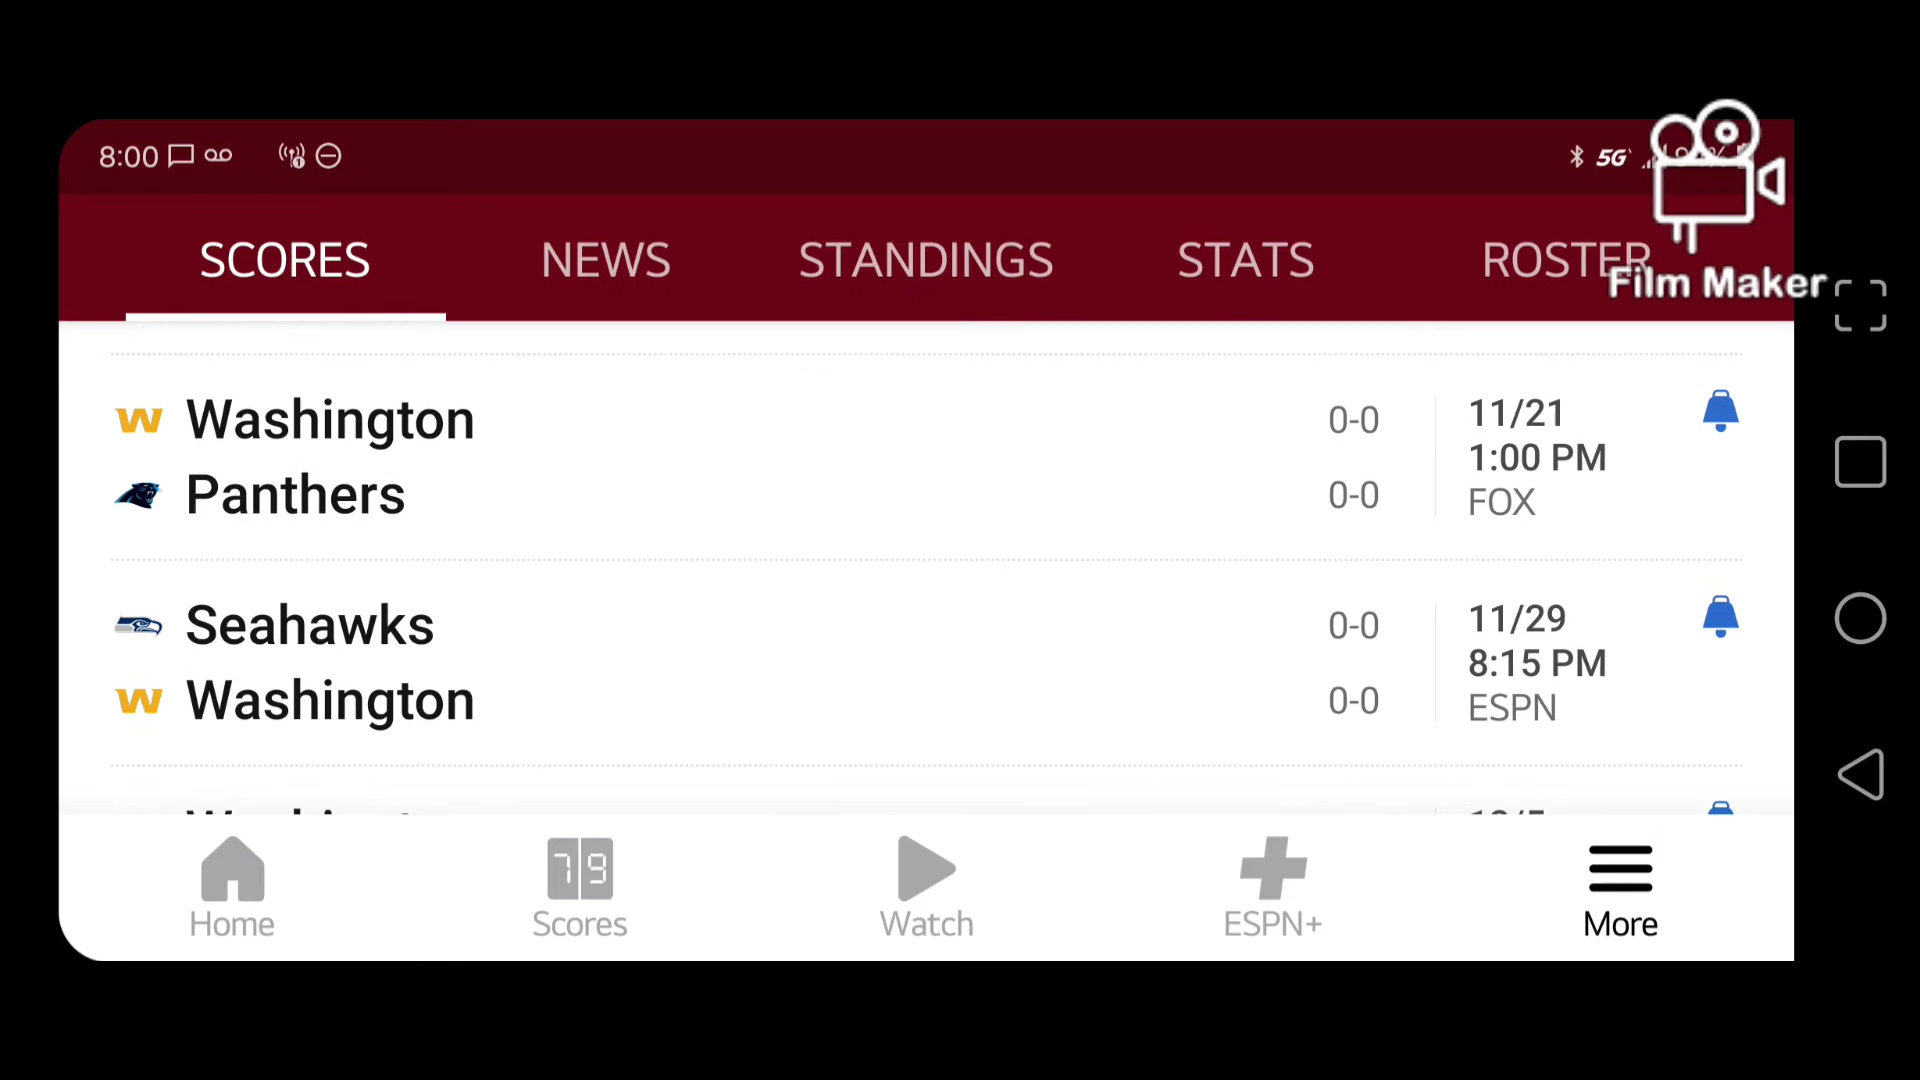 8:00
5G
SCORES NEWS STANDINGS STATS ROSTER
Film Maker
W Washington 0-0
Panthers 0-0
11/21
1:00 PM
FOX
Seahawks 0-0
W Washington 0-0
11/29
8:15 PM
ESPN
79
Home Scores Watch ESPN+ More